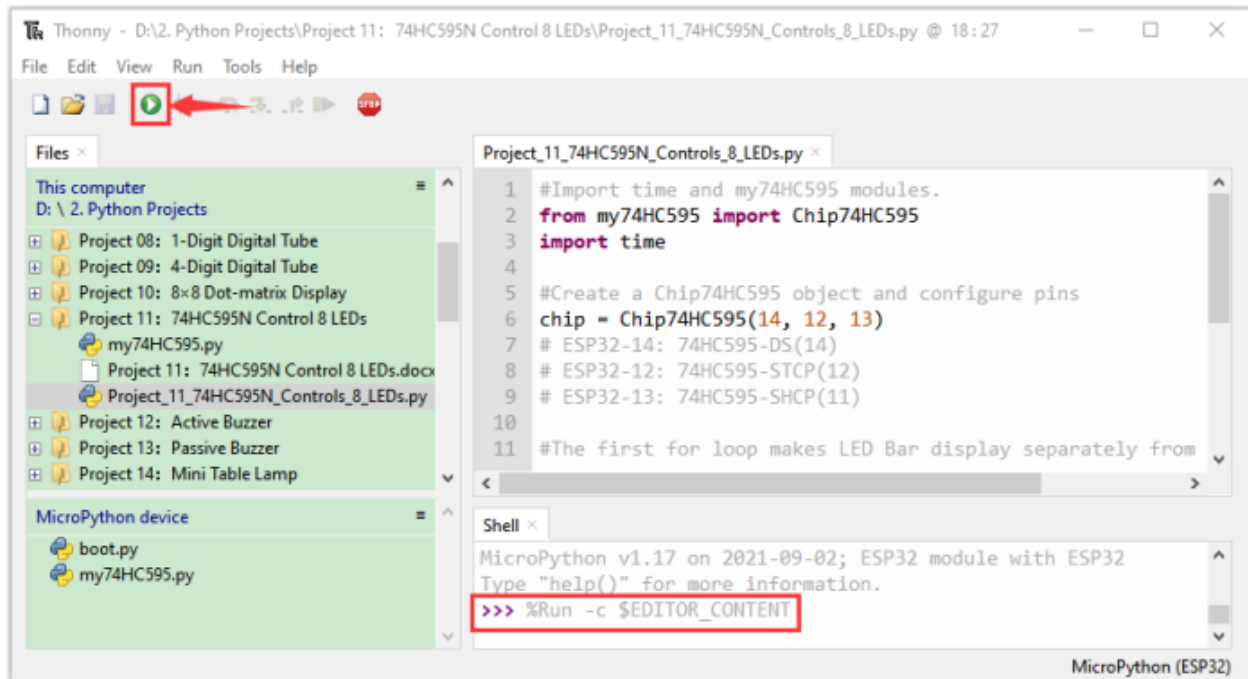 Thonny - D:\2. Python Projects\Project 11: 74HC595N Control 8 LEDs\Project_11_74HC595N_Controls_8_LEDs.py @ 18:27
File Edit View Run Tools Help
STOP
Files
This computer
D: \ 2. Python Projects
Project 08: 1-Digit Digital Tube
Project 09: 4-Digit Digital Tube
Project 10: 8×8 Dot-matrix Display
Project 11: 74HC595N Control 8 LEDs
my74HC595.py
Project 11: 74HC595N Control 8 LEDs.docx
Project_11_74HC595N_Controls_8_LEDs.py
Project 12: Active Buzzer
Project 13: Passive Buzzer
Project 14: Mini Table Lamp
MicroPython device
boot.py
my74HC595.py
Project_11_74HC595N_Controls_8_LEDs.py
1 #Import time and my74HC595 modules.
2 from my74HC595 import Chip74HC595
3 import time
4
5 #Create a Chip74HC595 object and configure pins
6 chip = Chip74HC595(14, 12, 13)
7 # ESP32-14: 74HC595-DS(14)
8 # ESP32-12: 74HC595-STCP(12)
9 # ESP32-13: 74HC595-SHCP(11)
10
11 #The first for loop makes LED Bar display separately from
Shell
MicroPython v1.17 on 2021-09-02; ESP32 module with ESP32
Type "help()" for more information.
>>> %Run -c $EDITOR_CONTENT
MicroPython (ESP32)